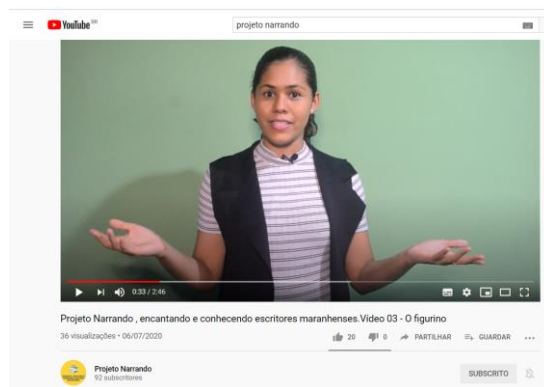 YouTube BR
projeto narrando
0:33 / 2:46
Projeto Narrando , encantando e conhecendo escritores maranhenses.Vídeo 03 - O figurino
36 visualizações • 06/07/2020
20
0
PARTILHAR
GUARDAR
Projeto Narrando
92 subscritores
SUBSCRITO